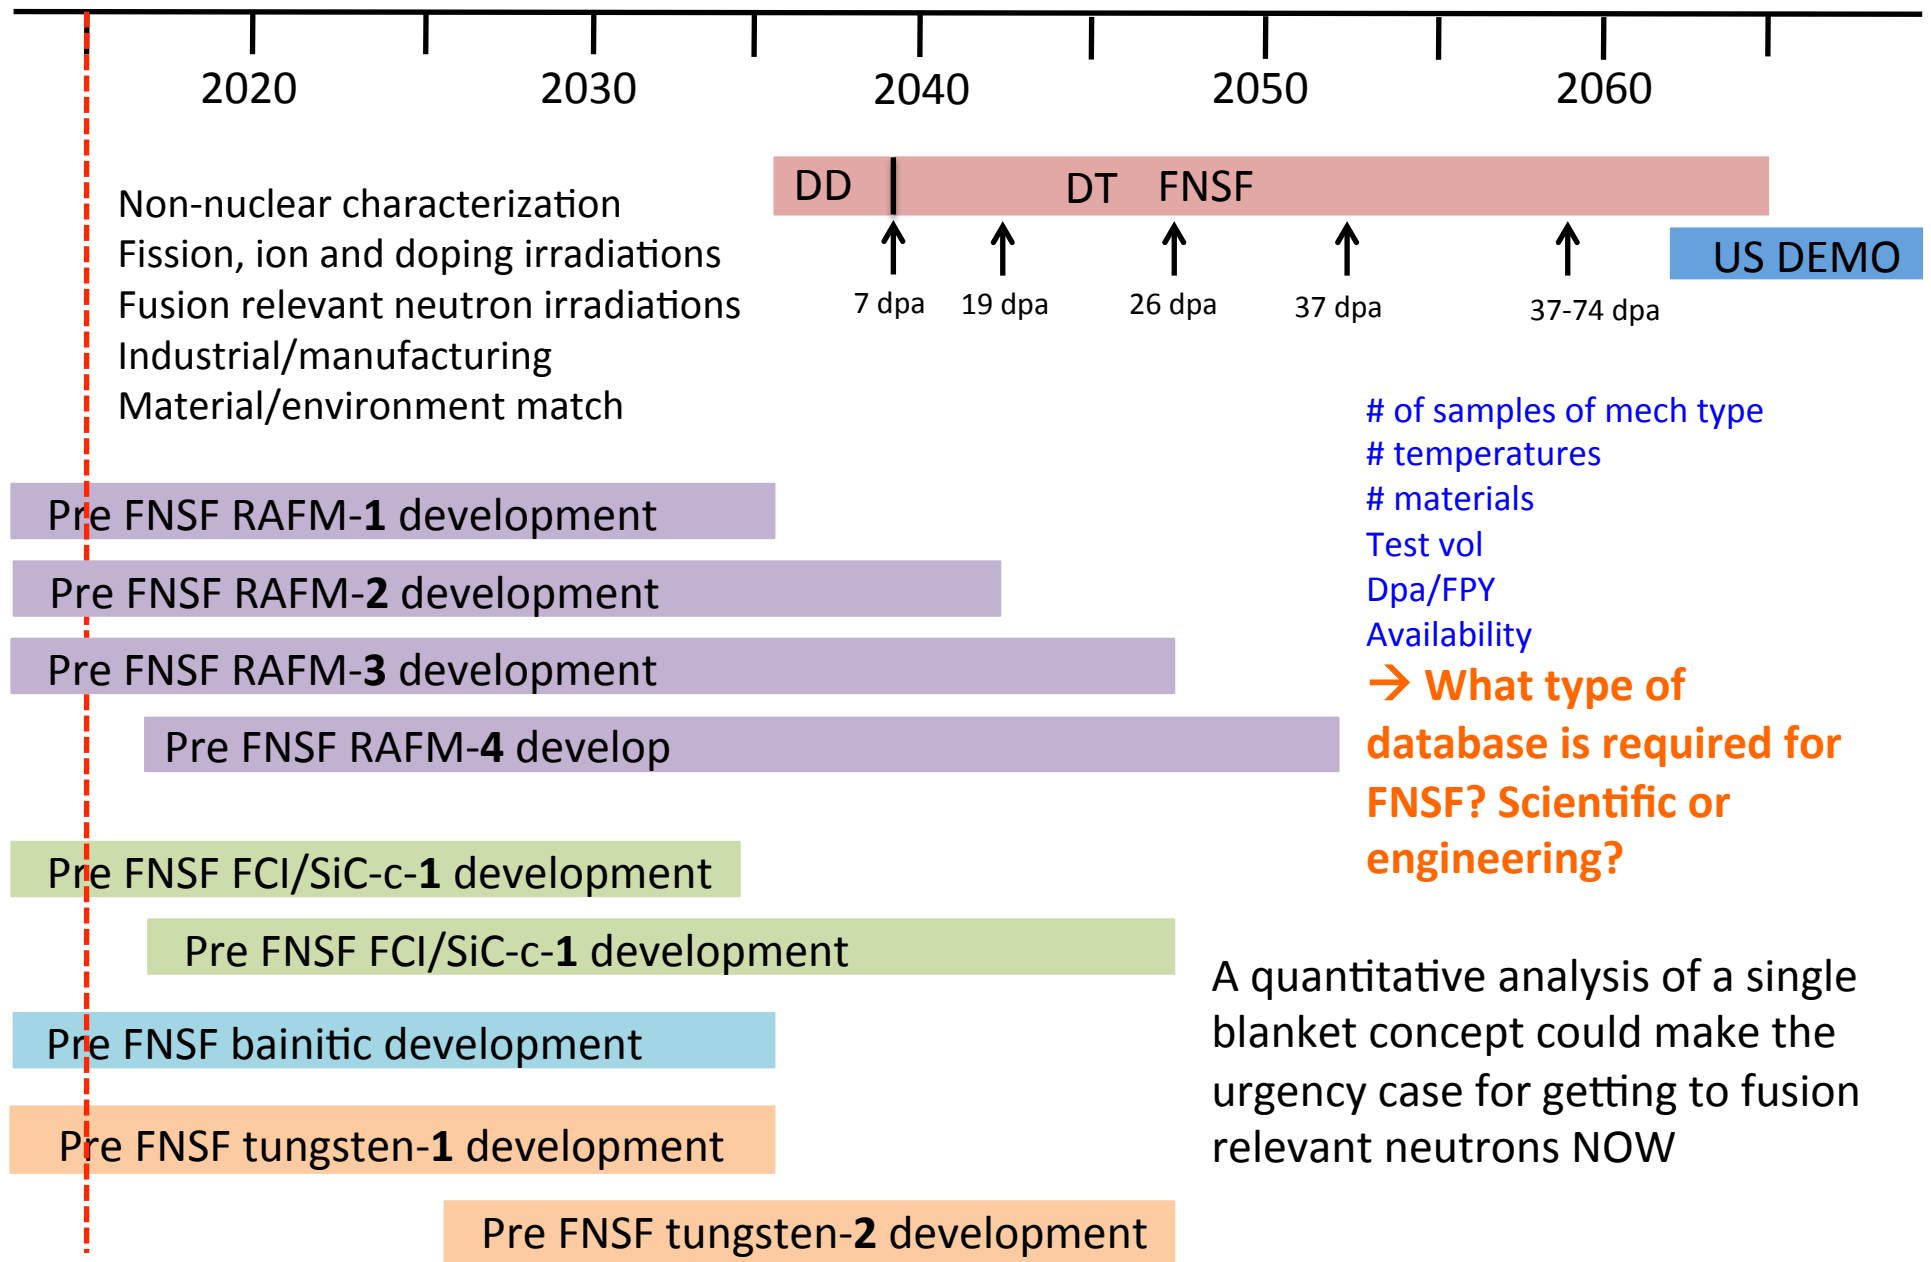 2020 2030 2040 2050 2060
DD DT FNSF
US DEMO
7 dpa 19 dpa 26 dpa 37 dpa 37-74 dpa
Non-nuclear characterization
Fission, ion and doping irradiations
Fusion relevant neutron irradiations
Industrial/manufacturing
Material/environment match
# of samples of mech type
# temperatures
# materials
Test vol
Dpa/FPY
Availability
→ What type of
database is required for
FNSF? Scientific or
engineering?
Pre FNSF RAFM-1 development
Pre FNSF RAFM-2 development
Pre FNSF RAFM-3 development
Pre FNSF RAFM-4 develop
Pre FNSF FCI/SiC-c-1 development
Pre FNSF FCI/SiC-c-1 development
Pre FNSF bainitic development
Pre FNSF tungsten-1 development
Pre FNSF tungsten-2 development
A quantitative analysis of a single
blanket concept could make the
urgency case for getting to fusion
relevant neutrons NOW